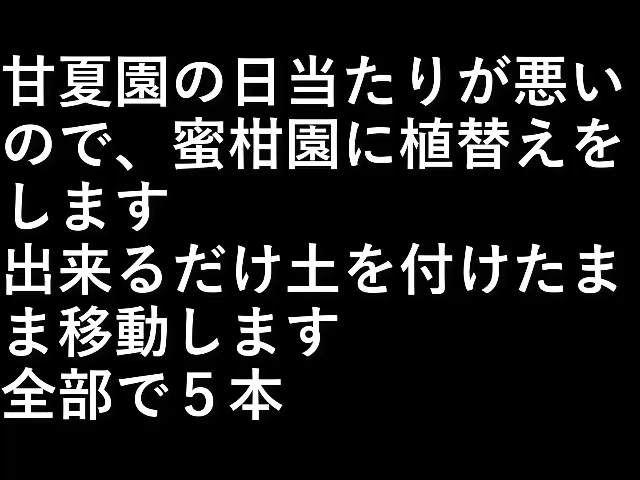 甘夏園の日当たりが悪い
ので、蜜柑園に植替えを
します
出来るだけ土を付けたま
ま移動します
全部で５本